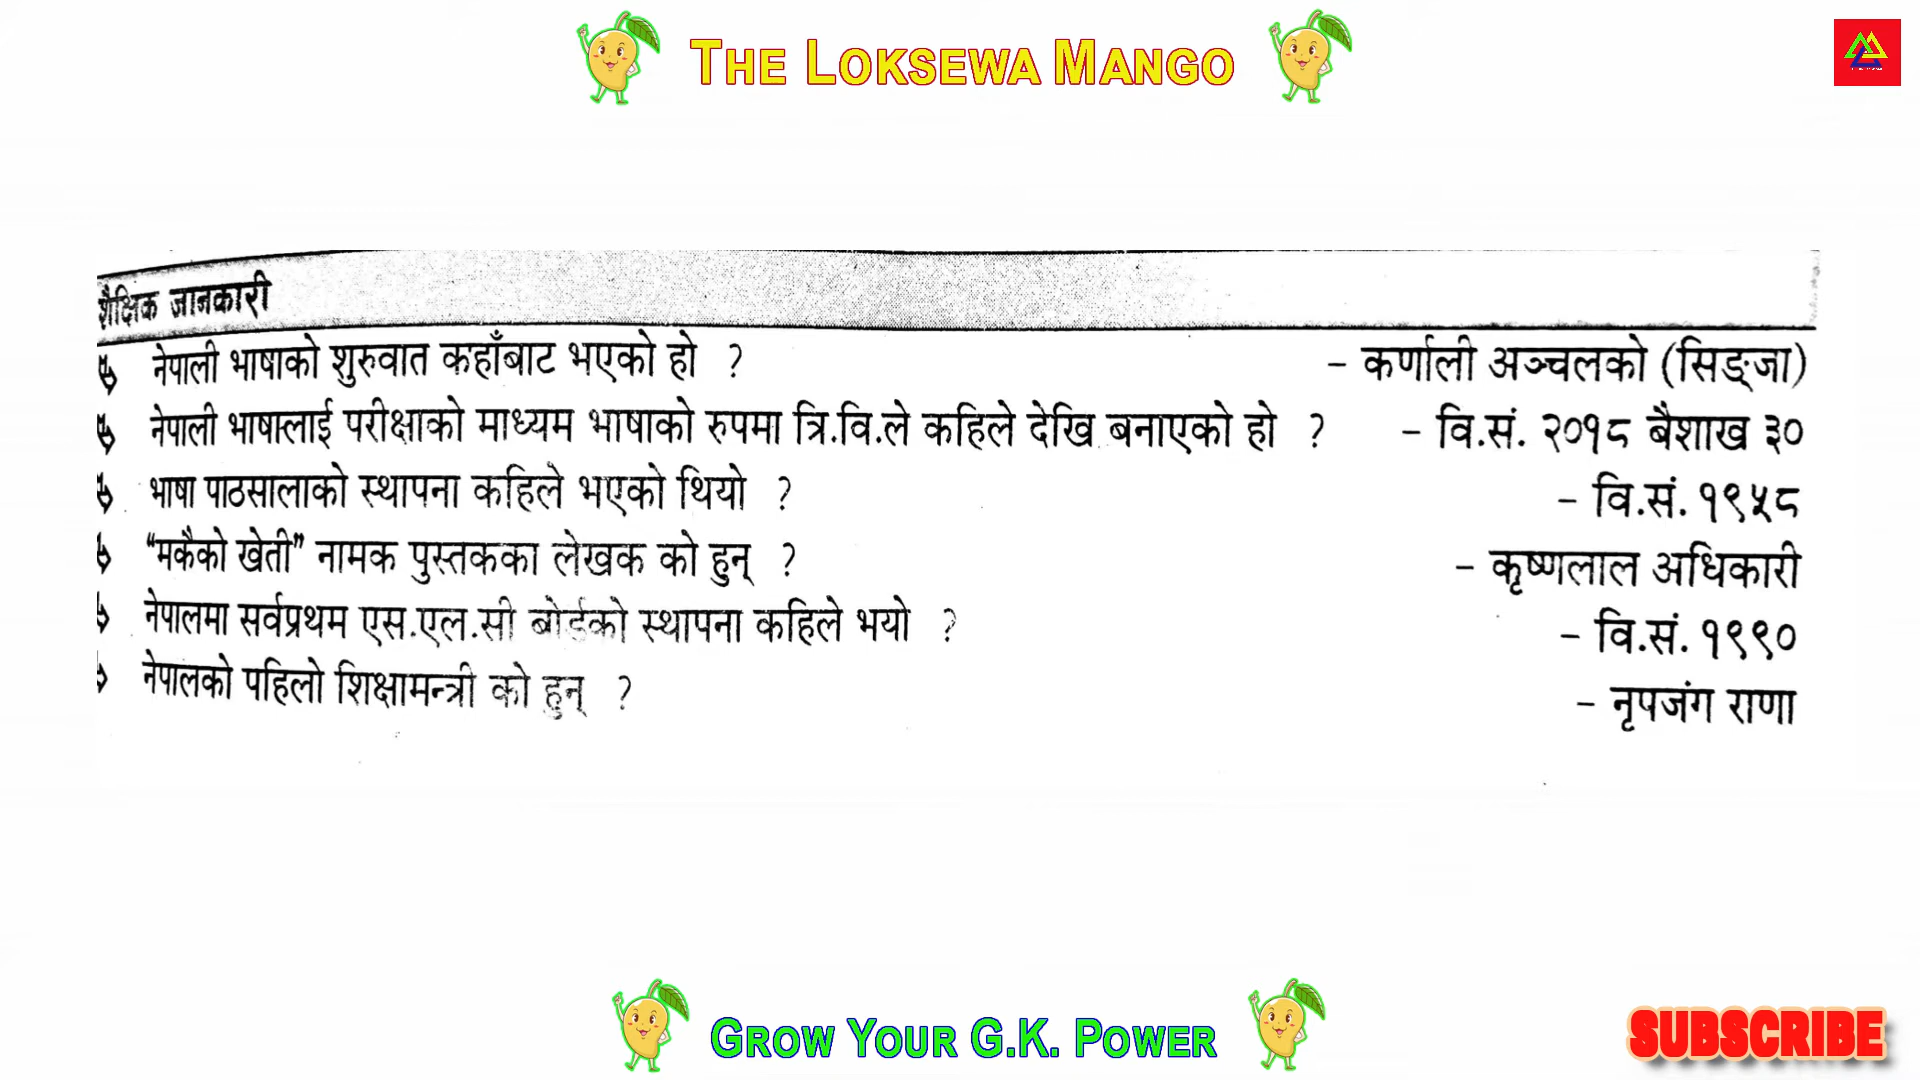 THE LOKSEWA MANGO
शैक्षिक जानकारी
नेपाली भाषाको शुरुवात कहाँबाट भएको हो ? – कर्णाली अञ्चलको (सिङ्जा)
नेपाली भाषालाई परीक्षाको माध्यम भाषाको रुपमा त्रि.वि.ले कहिले देखि बनाएको हो ? – वि.सं. २०१८ बैशाख ३०
भाषा पाठसालाको स्थापना कहिले भएको थियो ? – वि.सं. १९५८
“मकैको खेती” नामक पुस्तकका लेखक को हुन् ? – कृष्णलाल अधिकारी
नेपालमा सर्वप्रथम एस.एल.सी बोर्डको स्थापना कहिले भयो ? – वि.सं. १९९०
नेपालको पहिलो शिक्षामन्त्री को हुन् ? – नृपजंग राणा
GROW YOUR G.K. POWER
SUBSCRIBE